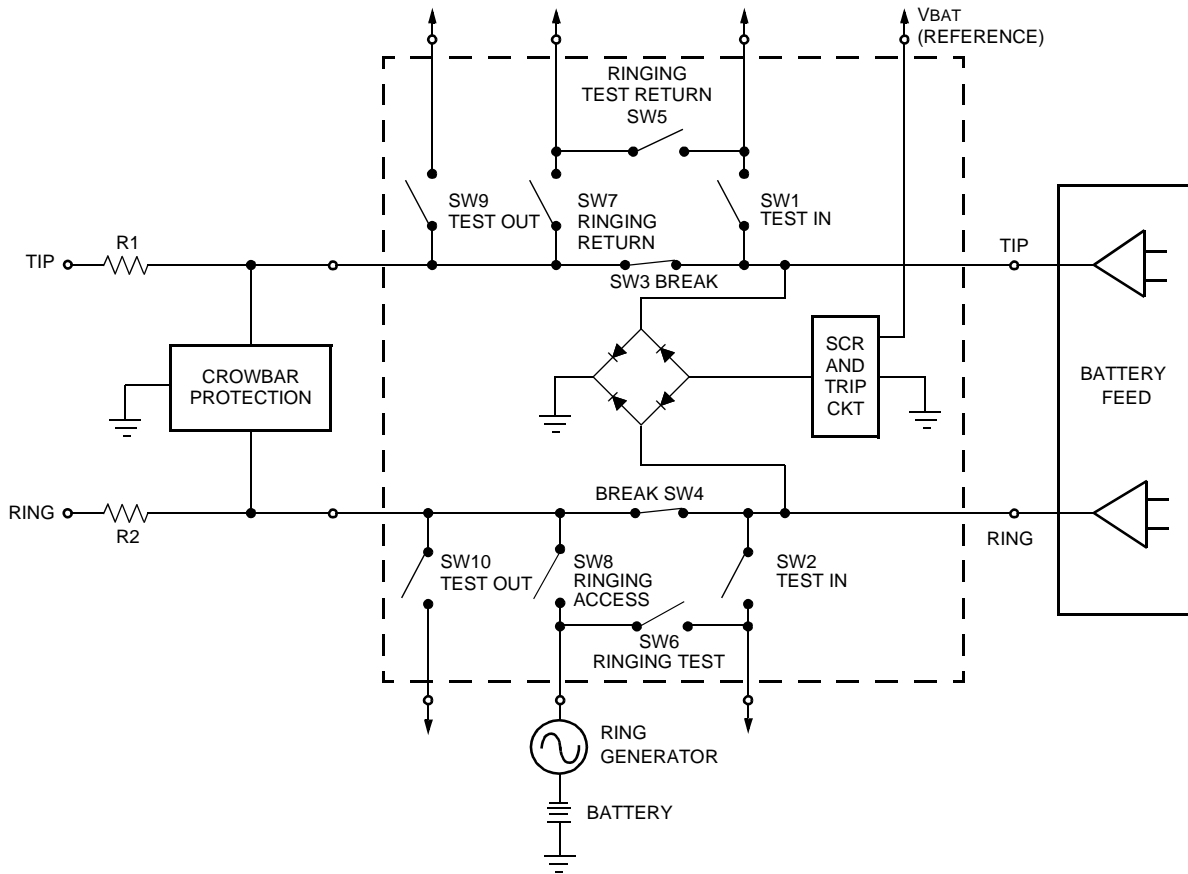 VBAT
(REFERENCE)
RINGING
TEST RETURN
SW5
SW9
TEST OUT
SW7
RINGING
RETURN
SW1
TEST IN
R1
TIP
TIP
SW3 BREAK
CROWBAR
PROTECTION
SCR
AND
TRIP
CKT
BATTERY
FEED
BREAK SW4
RING
R2
RING
SW10
TEST OUT
SW8
RINGING
ACCESS
SW2
TEST IN
SW6
RINGING TEST
RING
GENERATOR
BATTERY